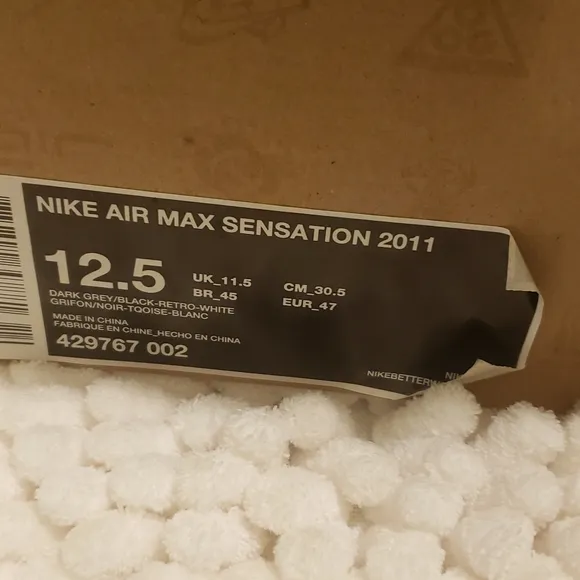 NIKE AIR MAX SENSATION 2011
12.5
UK_11.5 CM_30.5
BR_45 EUR_47
DARK GREY/BLACK-RETRO-WHITE
GRIFON/NOIR-TQOISE-BLANC
MADE IN CHINA
FABRIQUE EN CHINE_HECHO EN CHINA
429767 002